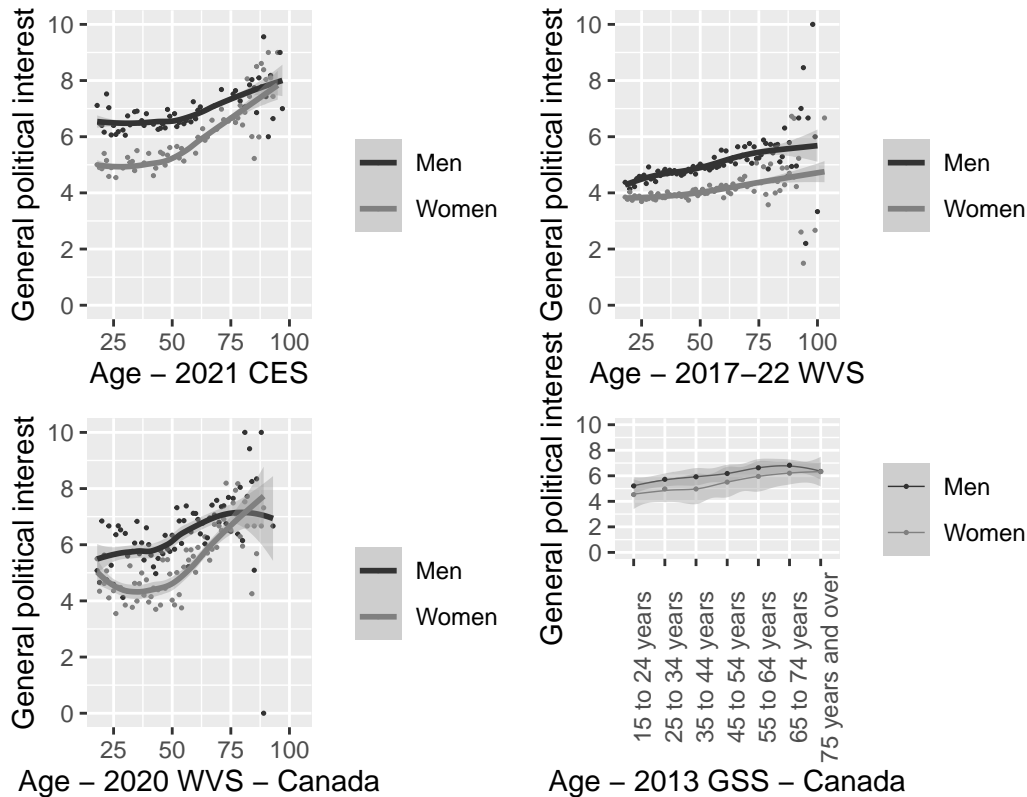 General political interest
10
8
6
4
2
0
25 50 75 100
Age – 2021 CES
Men
Women
General political interest
10
8
6
4
2
0
25 50 75 100
Age – 2017–22 WVS
Men
Women
General political interest
10
8
6
4
2
0
25 50 75 100
Age – 2020 WVS – Canada
Men
Women
General political interest
10
8
6
4
2
0
15 to 24 years
25 to 34 years
35 to 44 years
45 to 54 years
55 to 64 years
65 to 74 years
75 years and over
Age – 2013 GSS – Canada
Men
Women